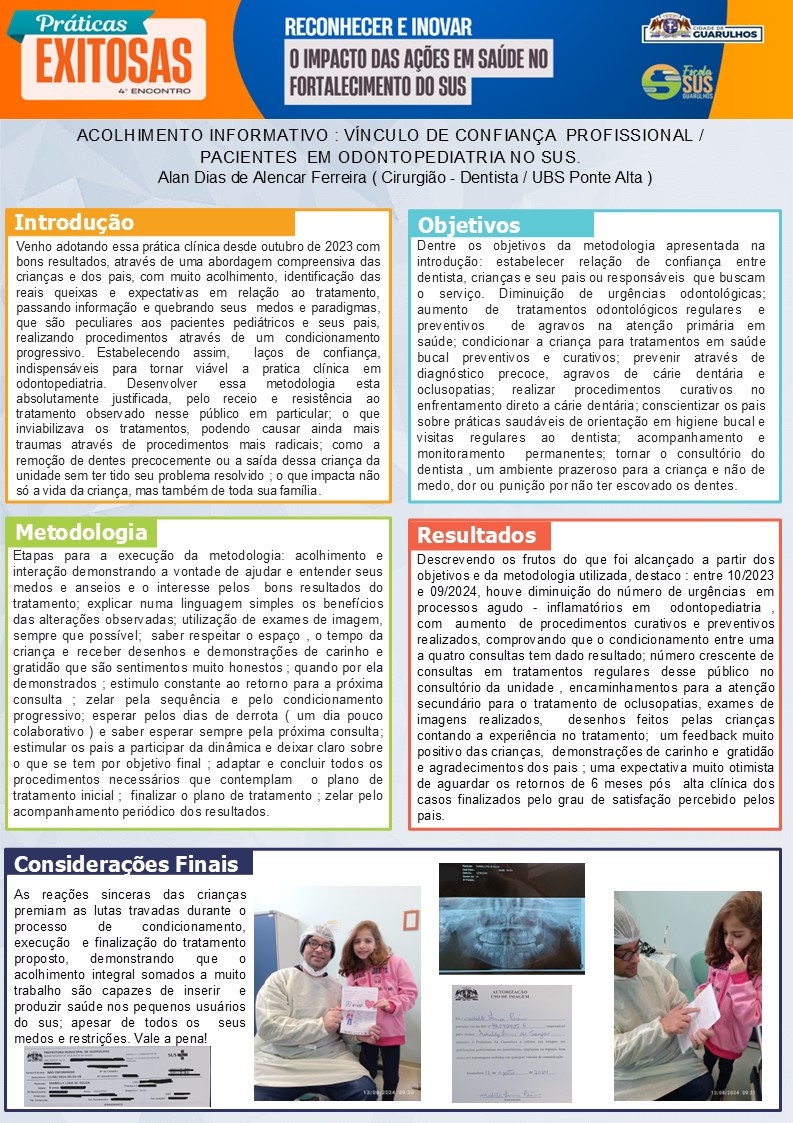 Práticas
EXITOSAS
4º ENCONTRO
RECONHECER E INOVAR
O IMPACTO DAS AÇÕES EM SAÚDE NO
FORTALECIMENTO DO SUS
CIDADE DE
GUARULHOS
Escola
SUS
GUARULHOS
ACOLHIMENTO INFORMATIVO : VÍNCULO DE CONFIANÇA PROFISSIONAL /
PACIENTES EM ODONTOPEDIATRIA NO SUS.
Alan Dias de Alencar Ferreira ( Cirurgião - Dentista / UBS Ponte Alta )
Introdução
Venho adotando essa prática clínica desde outubro de 2023 com
bons resultados, através de uma abordagem compreensiva das
crianças e dos pais, com muito acolhimento, identificação das
reais queixas e expectativas em relação ao tratamento,
passando informação e quebrando seus medos e paradigmas,
que são peculiares aos pacientes pediátricos e seus pais,
realizando procedimentos através de um condicionamento
progressivo. Estabelecendo assim, laços de confiança,
indispensáveis para tornar viável a pratica clínica em
odontopediatria. Desenvolver essa metodologia esta
absolutamente justificada, pelo receio e resistência ao
tratamento observado nesse público em particular; o que
inviabilizava os tratamentos, podendo causar ainda mais
traumas através de procedimentos mais radicais; como a
remoção de dentes precocemente ou a saída dessa criança da
unidade sem ter tido seu problema resolvido ; o que impacta não
só a vida da criança, mas também de toda sua família.
Objetivos
Dentre os objetivos da metodologia apresentada na
introdução: estabelecer relação de confiança entre
dentista, crianças e seu pais ou responsáveis que buscam
o serviço. Diminuição de urgências odontológicas;
aumento de tratamentos odontológicos regulares e
preventivos de agravos na atenção primária em
saúde; condicionar a criança para tratamentos em saúde
bucal preventivos e curativos; prevenir através de
diagnóstico precoce, agravos de cárie dentária e
oclusopatias; realizar procedimentos curativos no
enfrentamento direto a cárie dentária; conscientizar os pais
sobre práticas saudáveis de orientação em higiene bucal e
visitas regulares ao dentista; acompanhamento e
monitoramento permanentes; tornar o consultório do
dentista , um ambiente prazeroso para a criança e não de
medo, dor ou punição por não ter escovado os dentes.
Metodologia
Etapas para a execução da metodologia: acolhimento e
interação demonstrando a vontade de ajudar e entender seus
medos e anseios e o interesse pelos bons resultados do
tratamento; explicar numa linguagem simples os benefícios
das alterações observadas; utilização de exames de imagem,
sempre que possível; saber respeitar o espaço , o tempo da
criança e receber desenhos e demonstrações de carinho e
gratidão que são sentimentos muito honestos ; quando por ela
demonstrados ; estimulo constante ao retorno para a próxima
consulta ; zelar pela sequência e pelo condicionamento
progressivo; esperar pelos dias de derrota ( um dia pouco
colaborativo ) e saber esperar sempre pela próxima consulta;
estimular os pais a participar da dinâmica e deixar claro sobre
o que se tem por objetivo final ; adaptar e concluir todos os
procedimentos necessários que contemplam o plano de
tratamento inicial ; finalizar o plano de tratamento ; zelar pelo
acompanhamento periódico dos resultados.
Resultados
Descrevendo os frutos do que foi alcançado a partir dos
objetivos e da metodologia utilizada, destaco : entre 10/2023
e 09/2024, houve diminuição do número de urgências em
processos agudo - inflamatórios em odontopediatria ,
com aumento de procedimentos curativos e preventivos
realizados, comprovando que o condicionamento entre uma
a quatro consultas tem dado resultado; número crescente de
consultas em tratamentos regulares desse público no
consultório da unidade , encaminhamentos para a atenção
secundário para o tratamento de oclusopatias, exames de
imagens realizados, desenhos feitos pelas crianças
contando a experiência no tratamento; um feedback muito
positivo das crianças, demonstrações de carinho e gratidão
e agradecimentos dos pais ; uma expectativa muito otimista
de aguardar os retornos de 6 meses pós alta clínica dos
casos finalizados pelo grau de satisfação percebido pelos
pais.
Considerações Finais
As reações sinceras das crianças
premiam as lutas travadas durante o
processo de condicionamento,
execução e finalização do tratamento
proposto, demonstrando que o
acolhimento integral somados a muito
trabalho são capazes de inserir e
produzir saúde nos pequenos usuários
do sus; apesar de todos os seus
medos e restrições. Vale a pena!
SUS
AUTORIZAÇÃO
USO DE IMAGEM
13/08/2024
13/08/2024